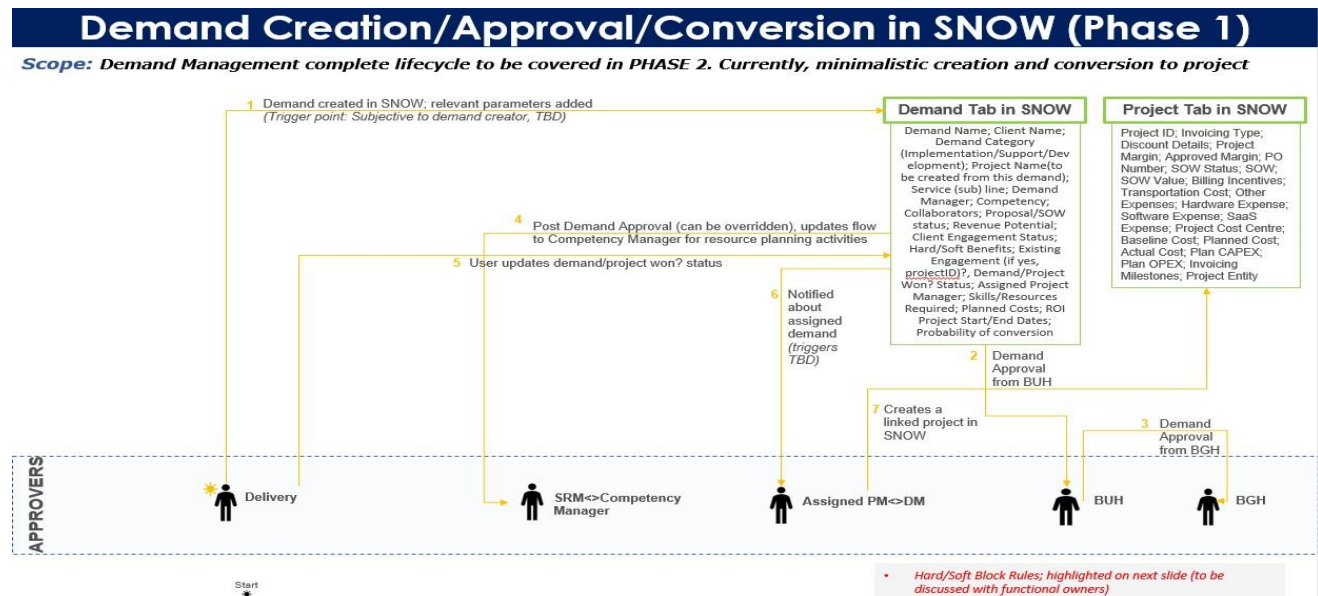 Demand Creation/Approval/Conversion in SNOW (Phase 1)
Scope: Demand Management complete lifecycle to be covered in PHASE 2. Currently, minimalistic creation and conversion to project
1 Demand created in SNOW; relevant parameters added
(Trigger point: Subjective to demand creator, TBD)
Demand Tab in SNOW
Demand Name; Client Name;
Demand Category
(Implementation/Support/Dev
elopment); Project Name(to
be created from this demand);
Service (sub) line; Demand
Manager; Competency;
Collaborators; Proposal/SOW
status; Revenue Potential;
Client Engagement Status;
Hard/Soft Benefits; Existing
Engagement (if yes,
projectID)?, Demand/Project
Won? Status; Assigned Project
Manager; Skills/Resources
Required; Planned Costs; ROI
Project Start/End Dates;
Probability of conversion
Project Tab in SNOW
Project ID; Invoicing Type;
Discount Details; Project
Margin; Approved Margin; PO
Number; SOW Status; SOW;
SOW Value; Billing Incentives;
Transportation Cost; Other
Expenses; Hardware Expense;
Software Expense; SaaS
Expense; Project Cost Centre;
Baseline Cost; Planned Cost;
Actual Cost; Plan CAPEX;
Plan OPEX; Invoicing
Milestones; Project Entity
4 Post Demand Approval (can be overridden), updates flow
to Competency Manager for resource planning activities
5 User updates demand/project won? status
6 Notified
about
assigned
demand
(triggers
TBD)
2 Demand
Approval
from BUH
7 Creates a
linked project in
SNOW
3 Demand
Approval
from BGH
APPROVERS
Delivery
SRM<>Competency
Manager
Assigned PM<>DM
BUH
BGH
Start
• Hard/Soft Block Rules; highlighted on next slide (to be
discussed with functional owners)